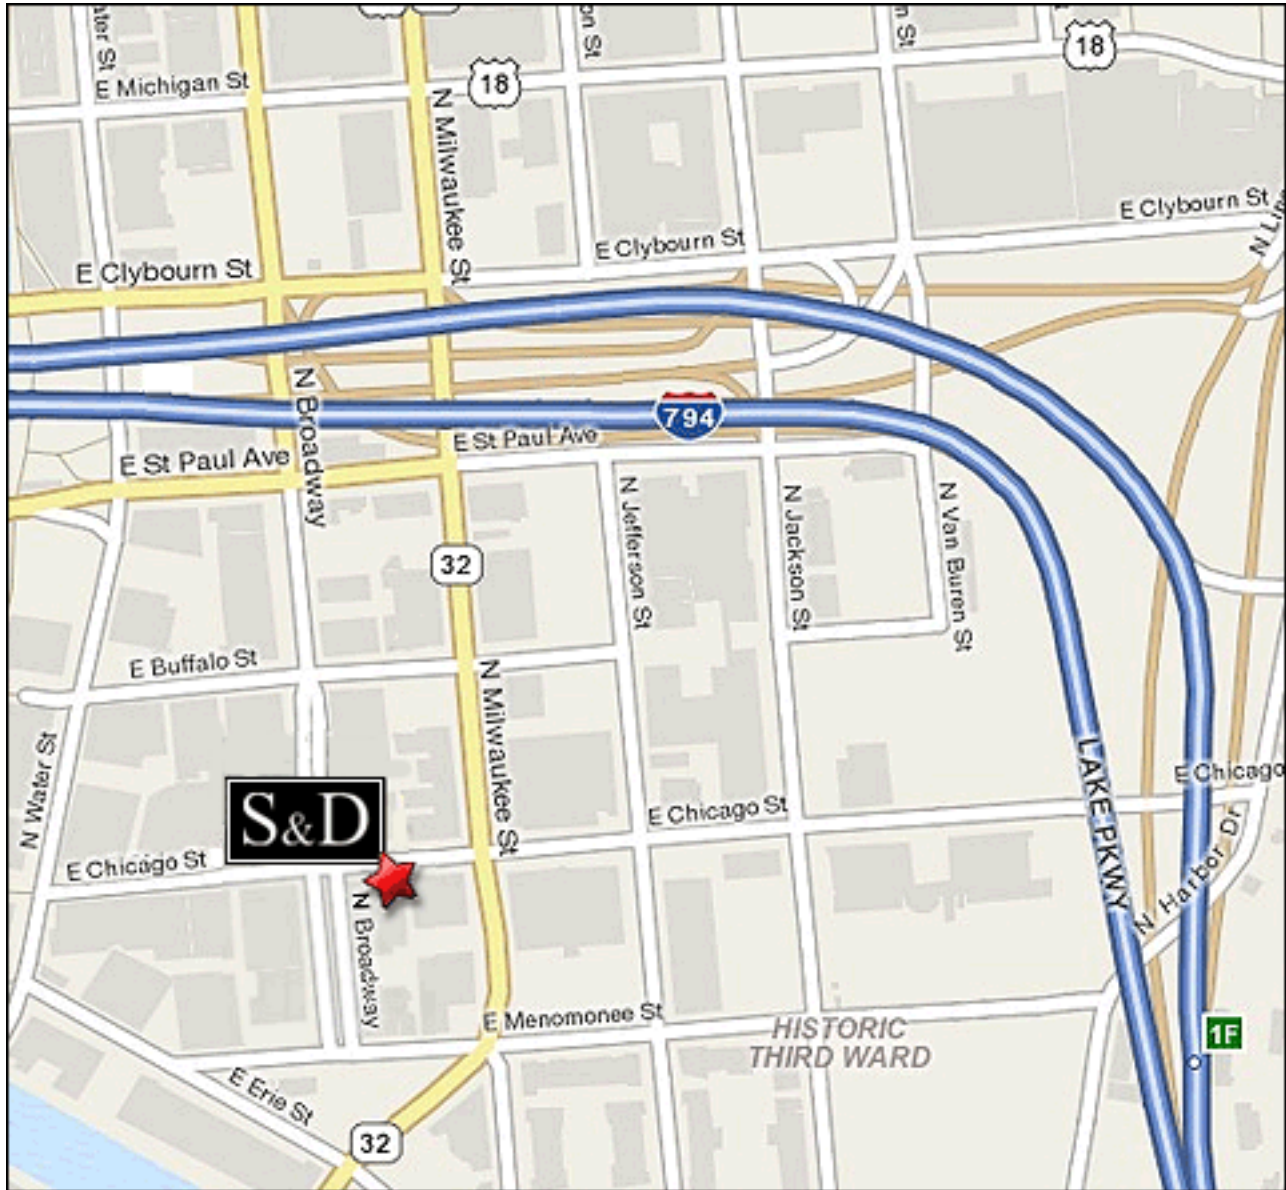 18
18
E Michigan St
N Milwaukee St
E Clybourn St
E Clybourn St
E Clybourn St
N Broadway
794
E St Paul Ave
E St Paul Ave
N Jefferson St
N Jackson St
N Van Buren St
32
E Buffalo St
N Milwaukee St
N Water St
LAKE PKWY
E Chicago
S&D
E Chicago St
E Chicago St
N Harbor Dr
N Broadway
E Menomonee St
HISTORIC
THIRD WARD
1F
E Erie St
32